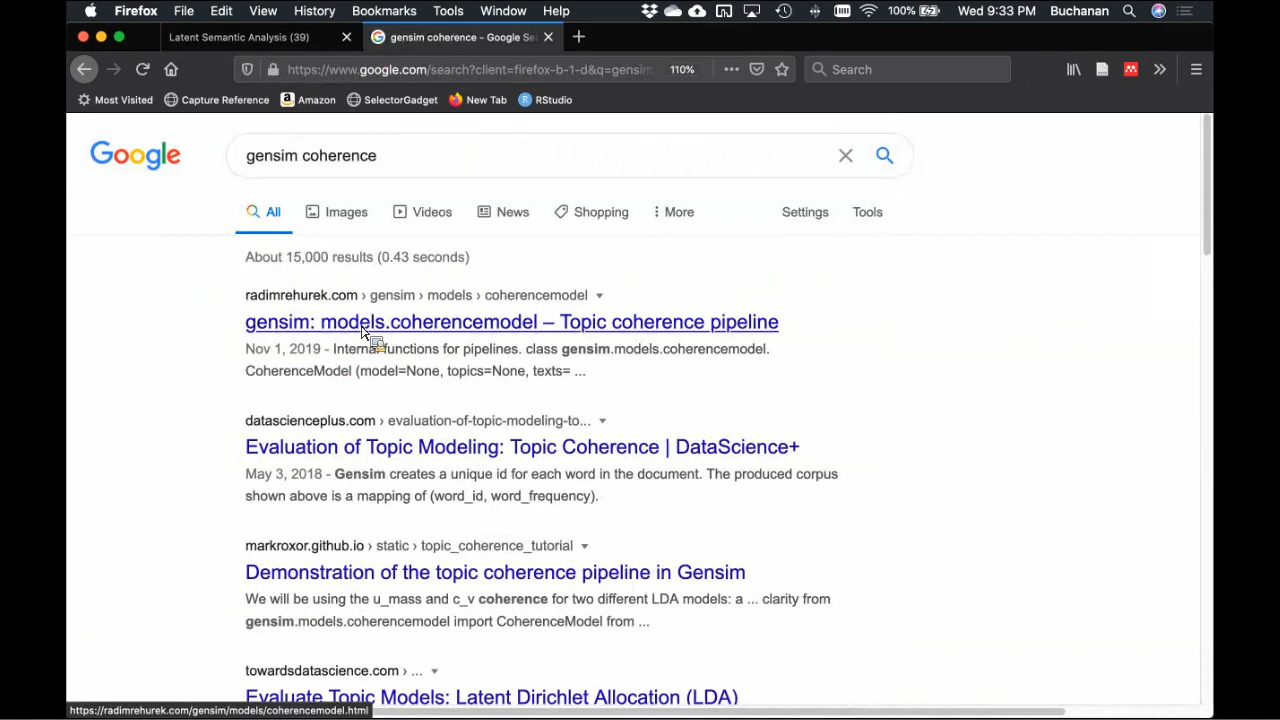 Firefox File Edit View History Bookmarks Tools Window Help 100% Wed 9:33 PM Buchanan
Latent Semantic Analysis (39) gensim coherence - Google Se
https://www.google.com/search?client=firefox-b-1-d&q=gensim 110% Search
Most Visited Capture Reference Amazon SelectorGadget New Tab RStudio
Google gensim coherence
All Images Videos News Shopping More Settings Tools
About 15,000 results (0.43 seconds)
radimrehurek.com › gensim › models › coherencemodel
gensim: models.coherencemodel – Topic coherence pipeline
Nov 1, 2019 - Internal functions for pipelines. class gensim.models.coherencemodel.
CoherenceModel (model=None, topics=None, texts= ...
datascienceplus.com › evaluation-of-topic-modeling-to...
Evaluation of Topic Modeling: Topic Coherence | DataScience+
May 3, 2018 - Gensim creates a unique id for each word in the document. The produced corpus
shown above is a mapping of (word_id, word_frequency).
markroxor.github.io › static › topic_coherence_tutorial
Demonstration of the topic coherence pipeline in Gensim
We will be using the u_mass and c_v coherence for two different LDA models: a ... clarity from
gensim.models.coherencemodel import CoherenceModel from ...
towardsdatascience.com › ...
Evaluate Topic Models: Latent Dirichlet Allocation (LDA)
https://radimrehurek.com/gensim/models/coherencemodel.html